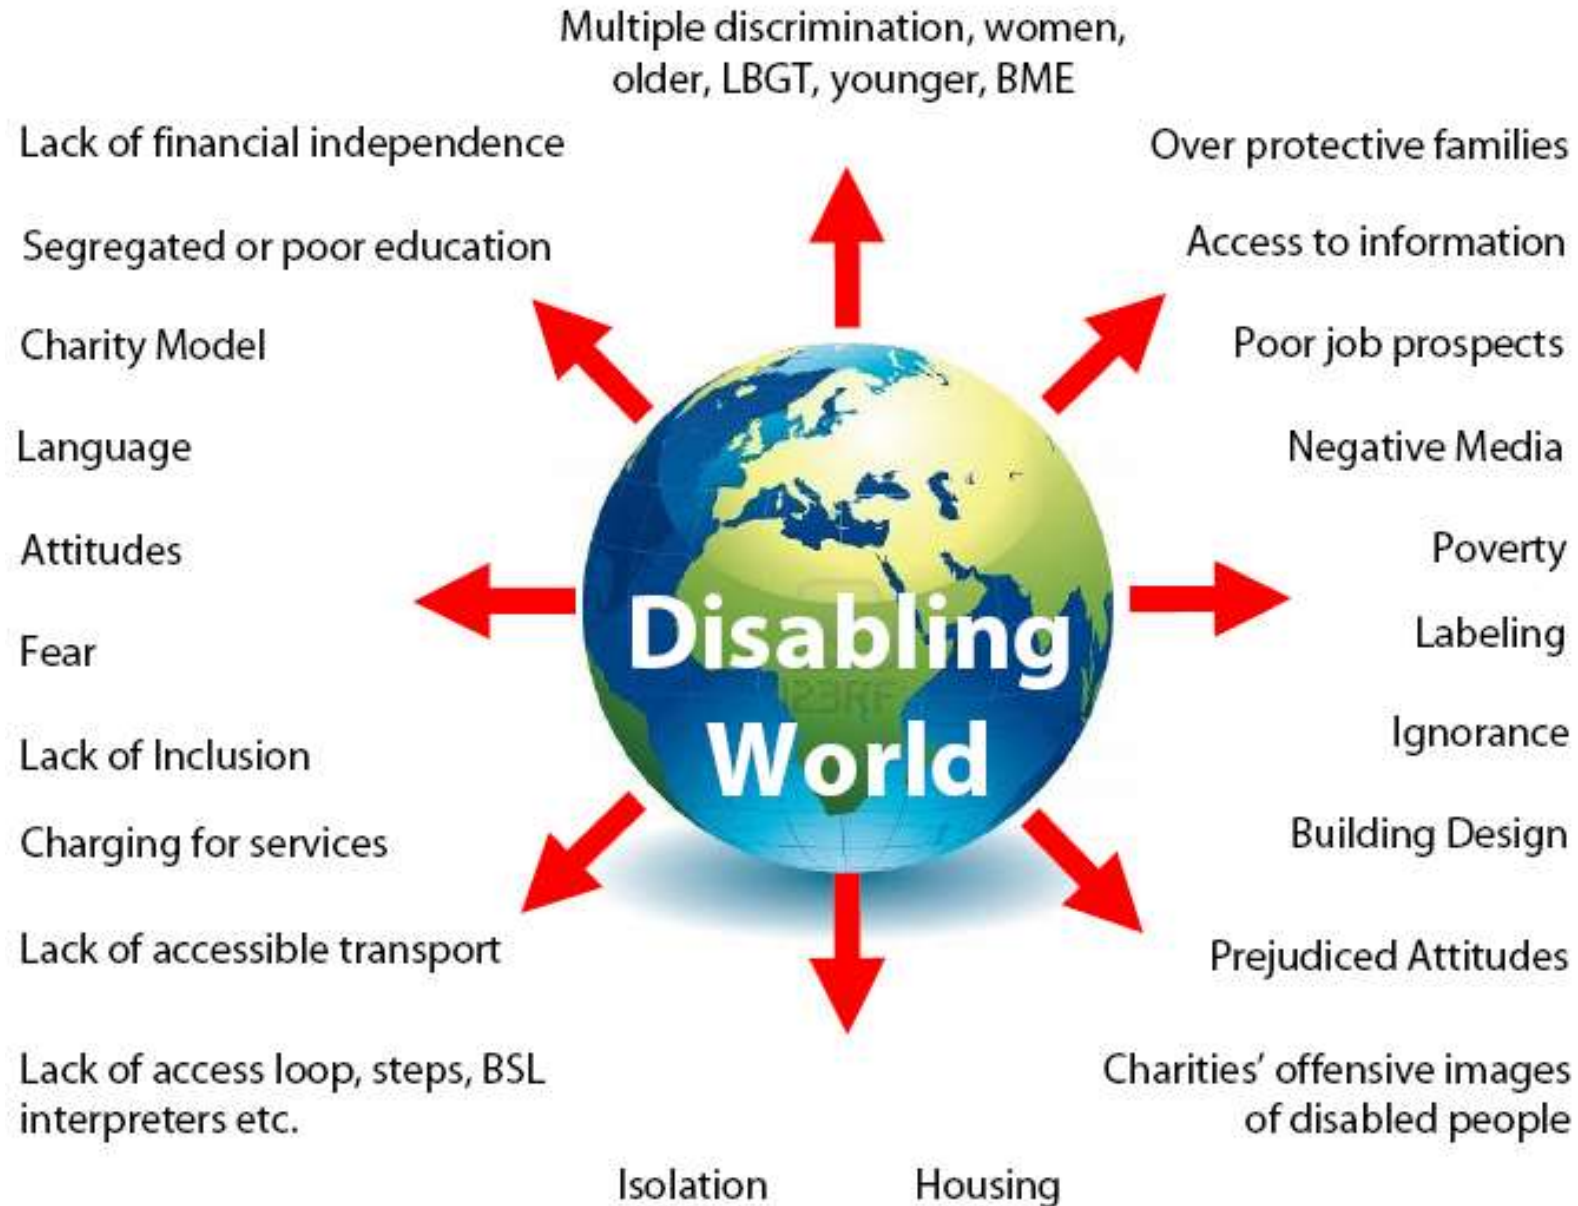 Multiple discrimination, women,
older, LBGT, younger, BME
Lack of financial independence
Segregated or poor education
Charity Model
Language
Attitudes
Fear
Lack of Inclusion
Charging for services
Lack of accessible transport
Lack of access loop, steps, BSL
interpreters etc.
Over protective families
Access to information
Poor job prospects
Negative Media
Poverty
Labeling
Ignorance
Building Design
Prejudiced Attitudes
Charities’ offensive images
of disabled people
Disabling
World
123RF
Isolation
Housing